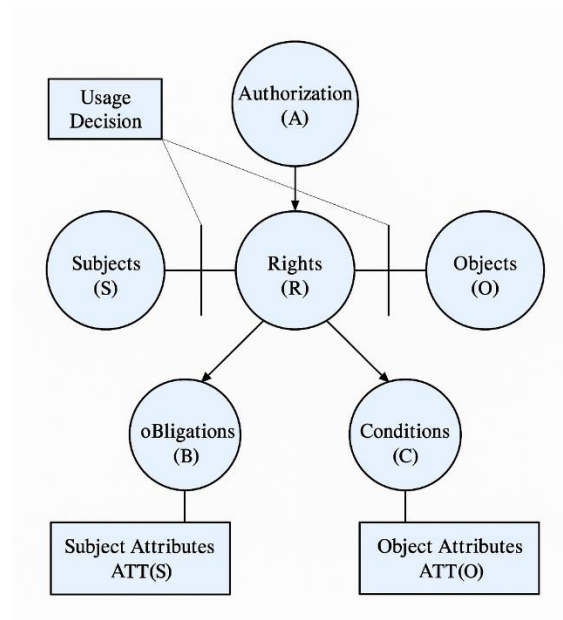 Usage
Decision
Authorization
(A)
Subjects
(S)
Rights
(R)
Objects
(O)
oBligations
(B)
Conditions
(C)
Subject Attributes
ATT(S)
Object Attributes
ATT(O)